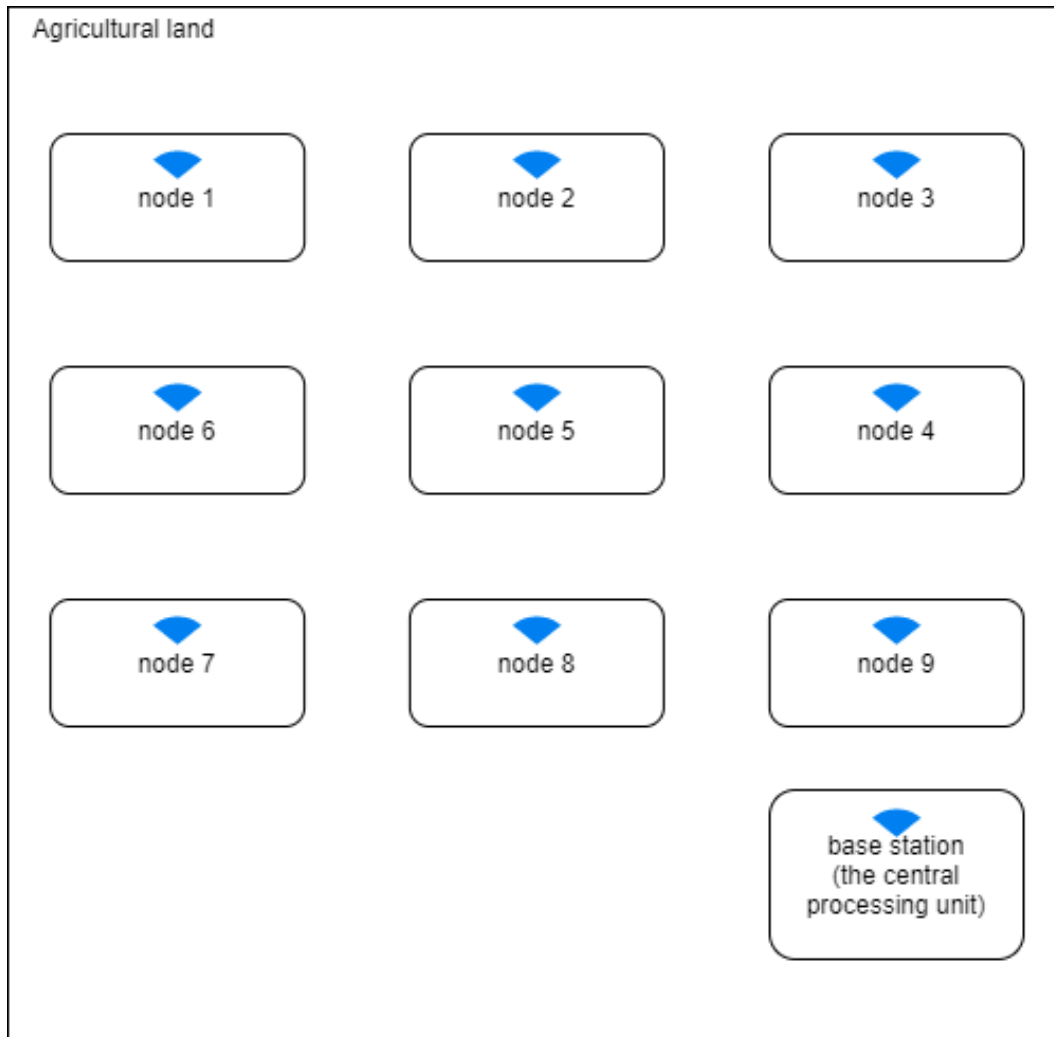 Agricultural land
node 1
node 2
node 3
node 6
node 5
node 4
node 7
node 8
node 9
base station
(the central
processing unit)